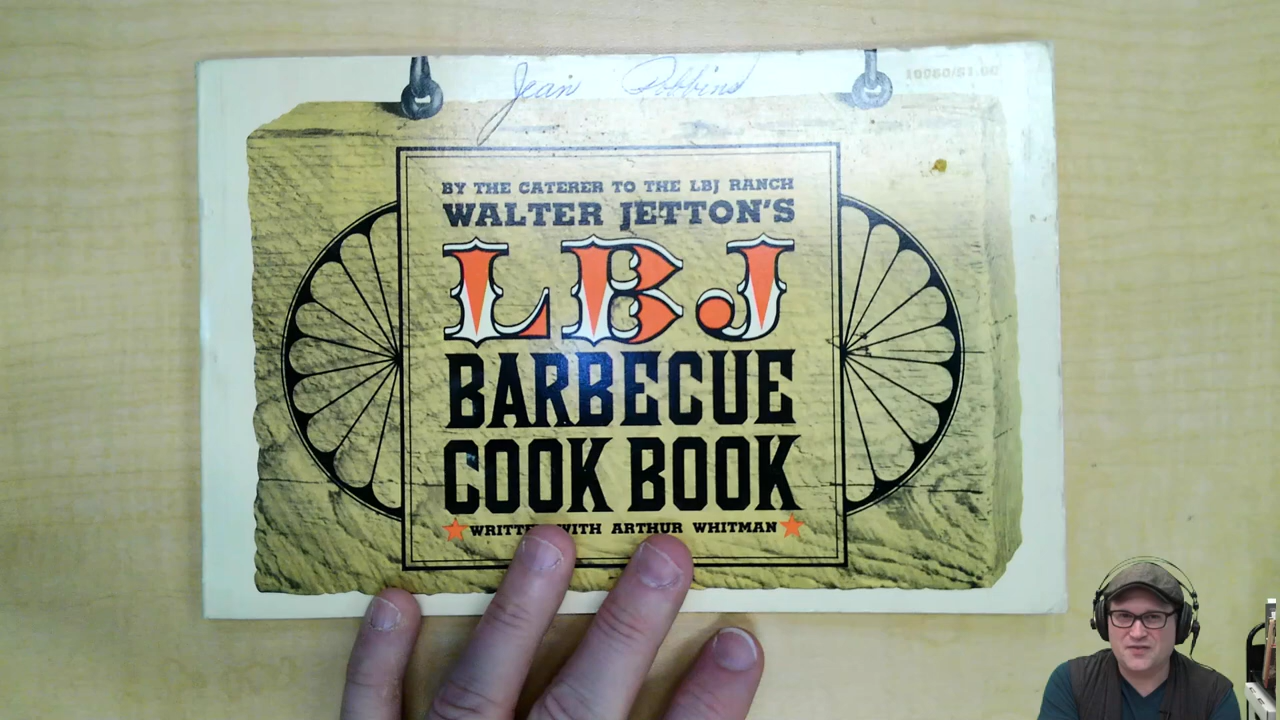 Jean Robbins
10060/$1.00
BY THE CATERER TO THE LBJ RANCH
WALTER JETTON'S
LBJ
BARBECUE
COOK BOOK
WITH ARTHUR WHITMAN